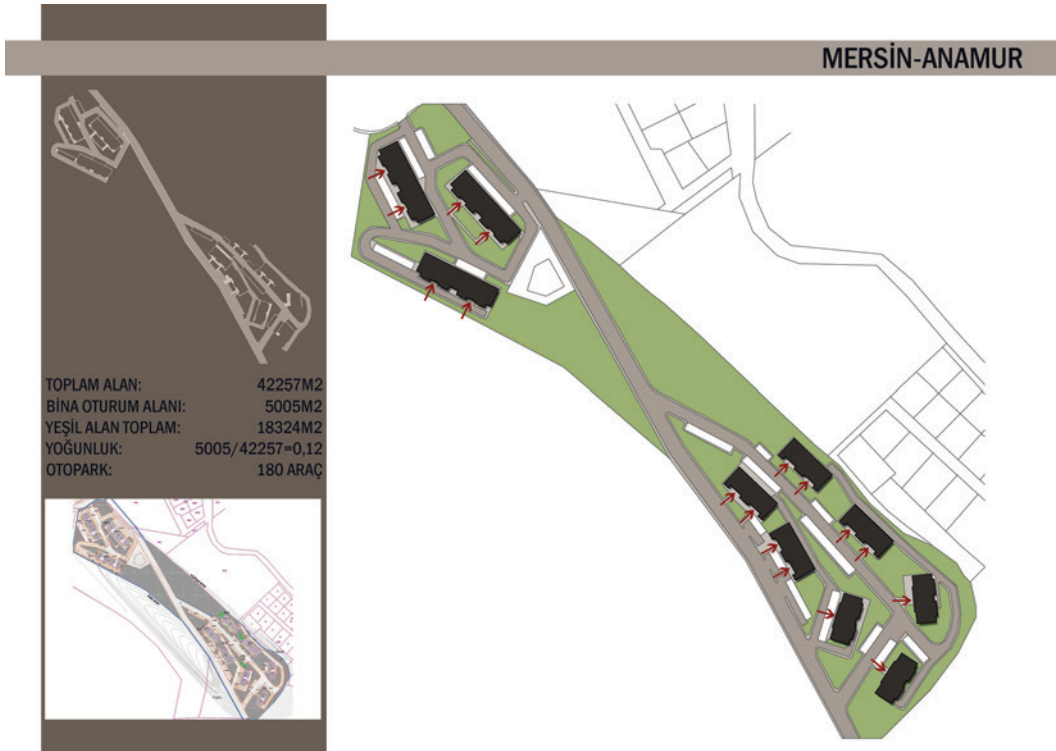 MERSİN-ANAMUR
TOPLAM ALAN: 42257M2
BİNA OTURUM ALANI: 5005M2
YEŞİL ALAN TOPLAM: 18324M2
YOĞUNLUK: 5005/42257=0,12
OTOPARK: 180 ARAÇ